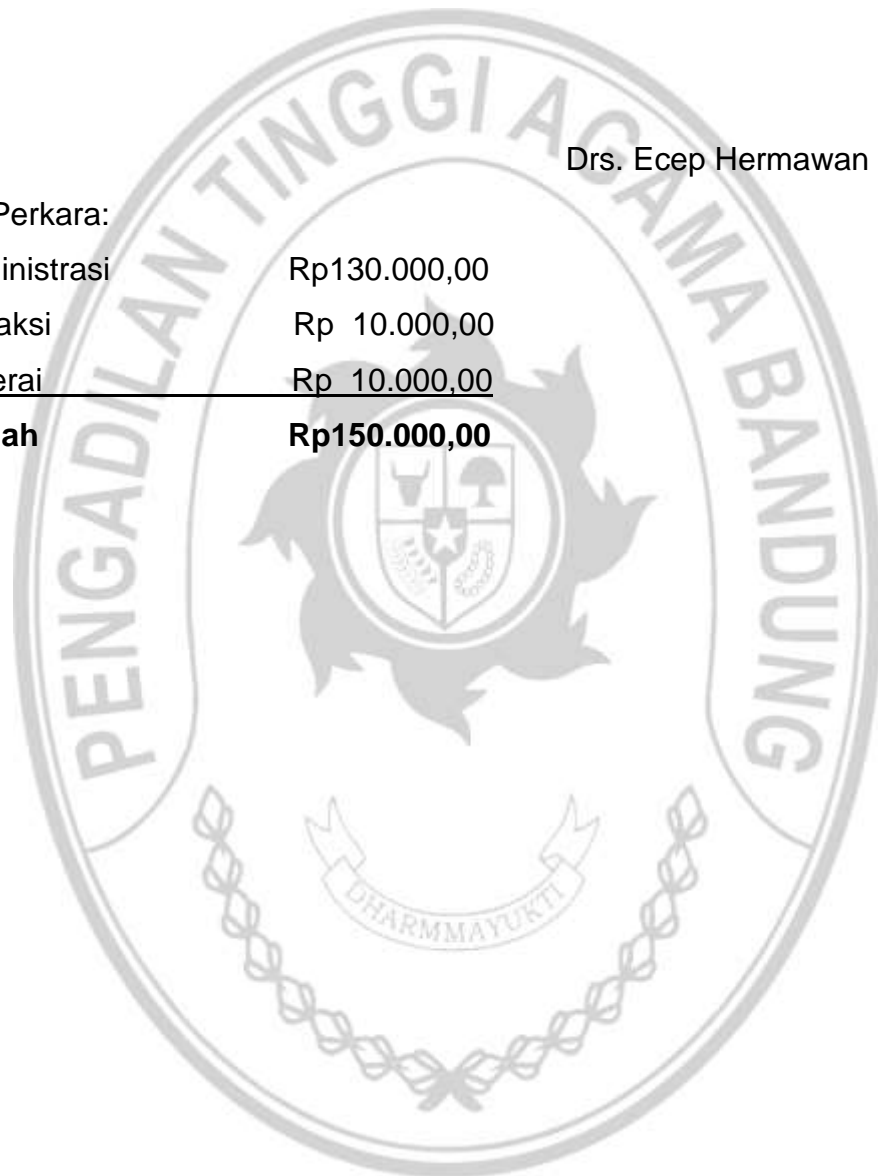 PENGADILAN TINGGI AGAMA BANDUNG
Drs. Ecep Hermawan
Perkara:
inistrasi Rp130.000,00
aksi Rp 10.000,00
erai Rp 10.000,00
ah Rp150.000,00
DHARMMAYUKTI